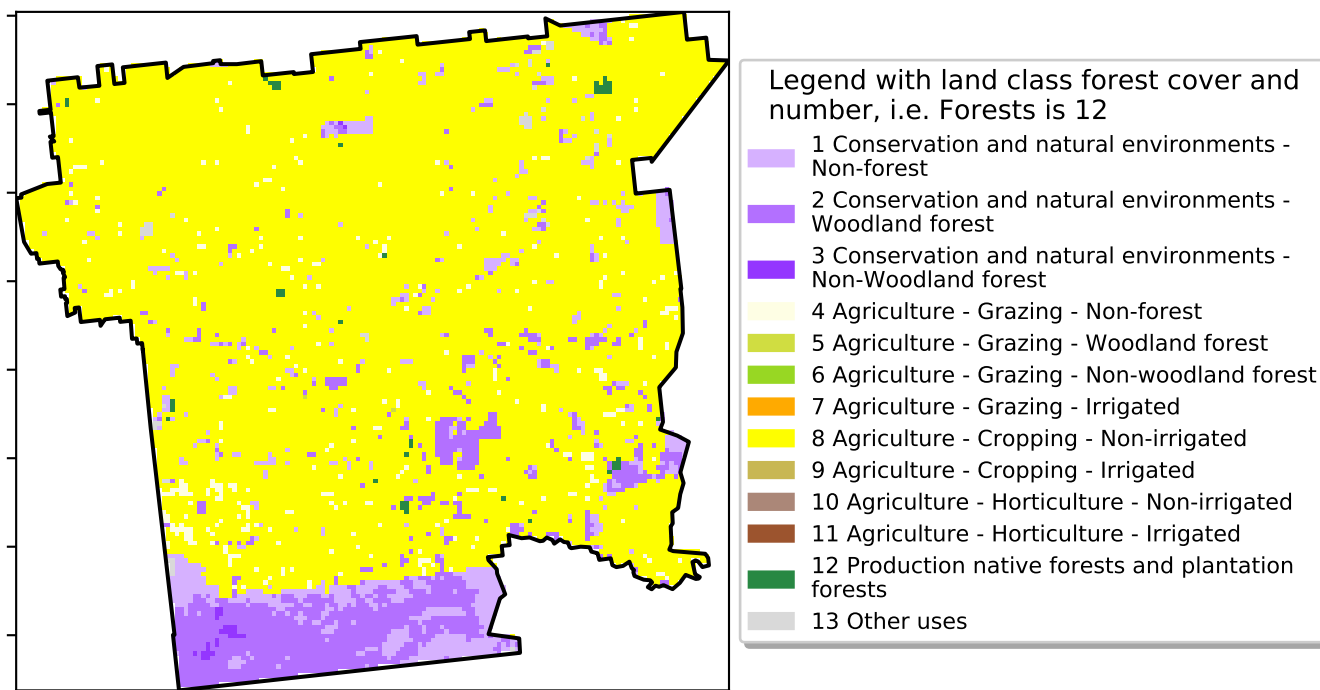 Legend with land class forest cover and
number, i.e. Forests is 12
1 Conservation and natural environments -
Non-forest
2 Conservation and natural environments -
Woodland forest
3 Conservation and natural environments -
Non-Woodland forest
4 Agriculture - Grazing - Non-forest
5 Agriculture - Grazing - Woodland forest
6 Agriculture - Grazing - Non-woodland forest
7 Agriculture - Grazing - Irrigated
8 Agriculture - Cropping - Non-irrigated
9 Agriculture - Cropping - Irrigated
10 Agriculture - Horticulture - Non-irrigated
11 Agriculture - Horticulture - Irrigated
12 Production native forests and plantation
forests
13 Other uses